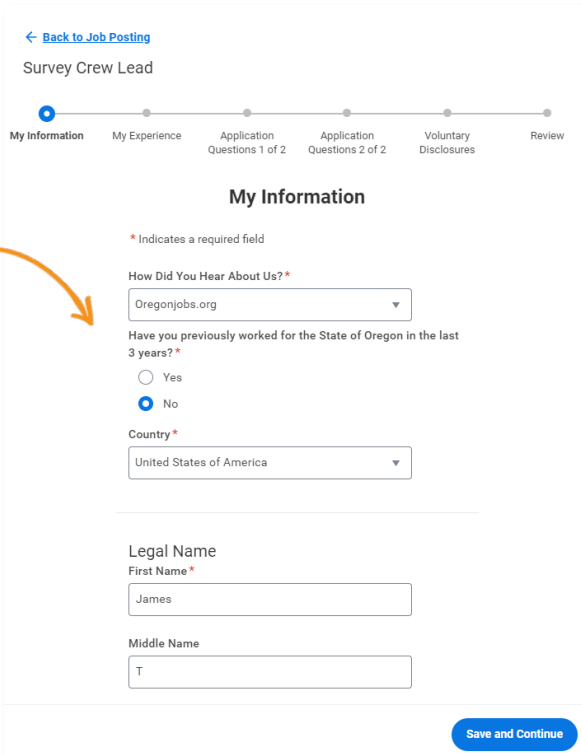 ← Back to Job Posting
Survey Crew Lead
My Information
My Experience
Application
Questions 1 of 2
Application
Questions 2 of 2
Voluntary
Disclosures
Review
My Information
* Indicates a required field
How Did You Hear About Us?*
Oregonjobs.org
Have you previously worked for the State of Oregon in the last
3 years?*
Yes
No
Country*
United States of America
Legal Name
First Name*
James
Middle Name
T
Save and Continue